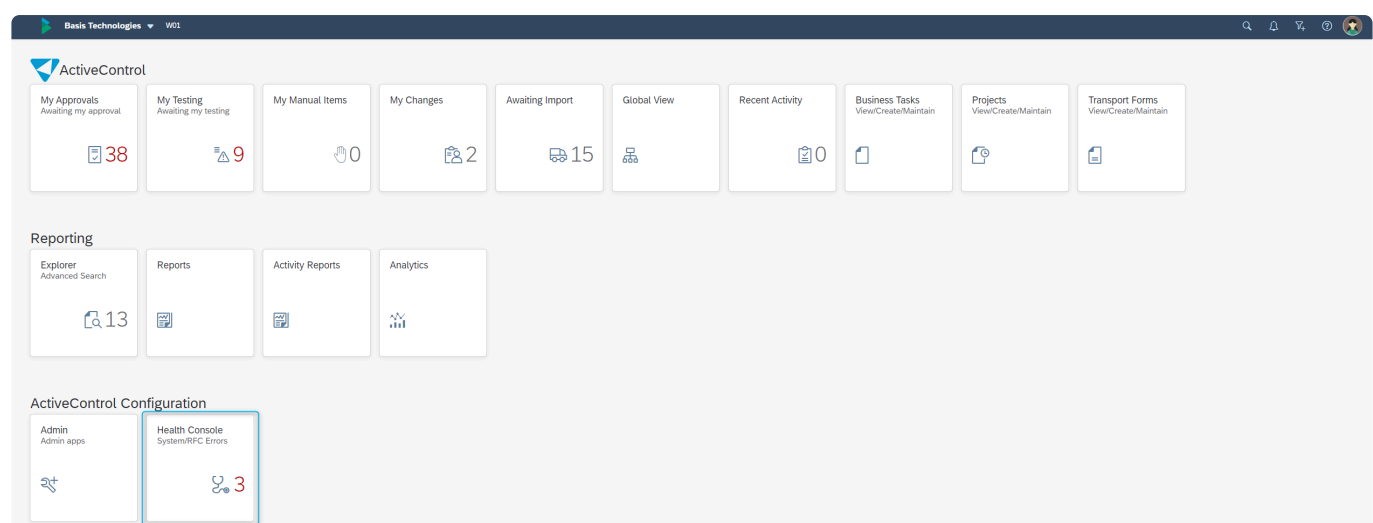 Basis Technologies W01
ActiveControl
My Approvals
Awaiting my approval
38
My Testing
Awaiting my testing
9
My Manual Items
0
My Changes
2
Awaiting Import
15
Global View
Recent Activity
0
Business Tasks
View/Create/Maintain
Projects
View/Create/Maintain
Transport Forms
View/Create/Maintain
Reporting
Explorer
Advanced Search
13
Reports
Activity Reports
Analytics
ActiveControl Configuration
Admin
Admin apps
Health Console
System/RFC Errors
3